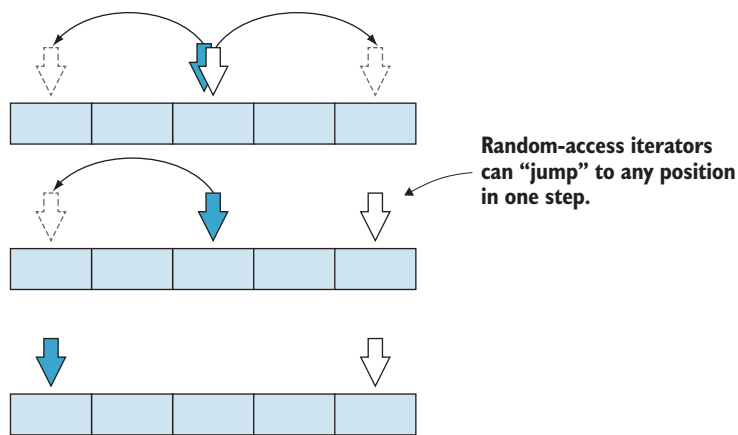 Random-access iterators
can “jump” to any position
in one step.